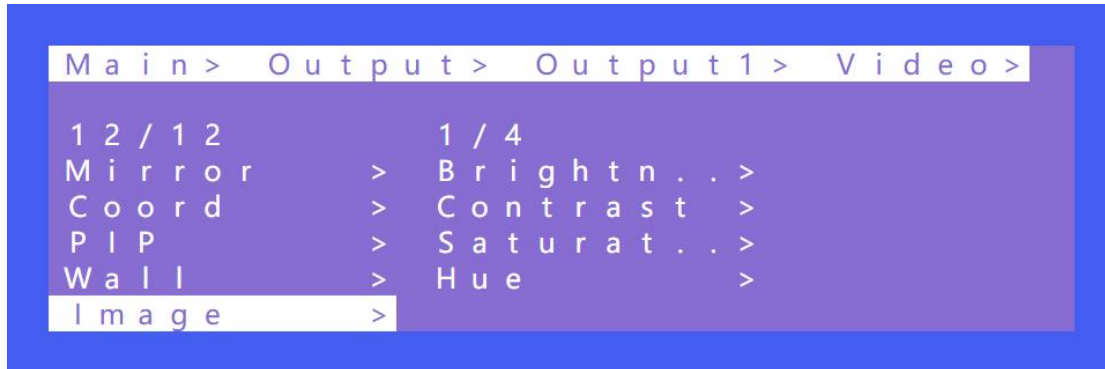 Main> Output> Output1> Video>
12/12 1/4
Mirror > Brightn..>
Coord > Contrast >
PIP > Saturat..>
Wall > Hue >
Image >